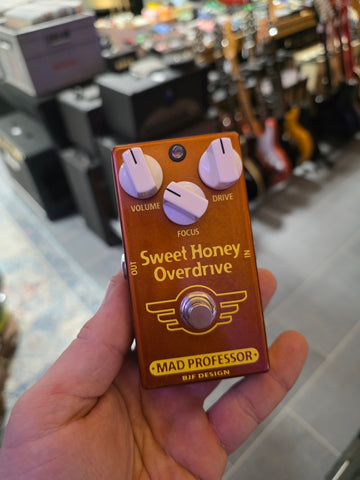 VOLUME
DRIVE
FOCUS
OUT
IN
Sweet Honey
Overdrive
•MAD PROFESSOR•
BJF DESIGN